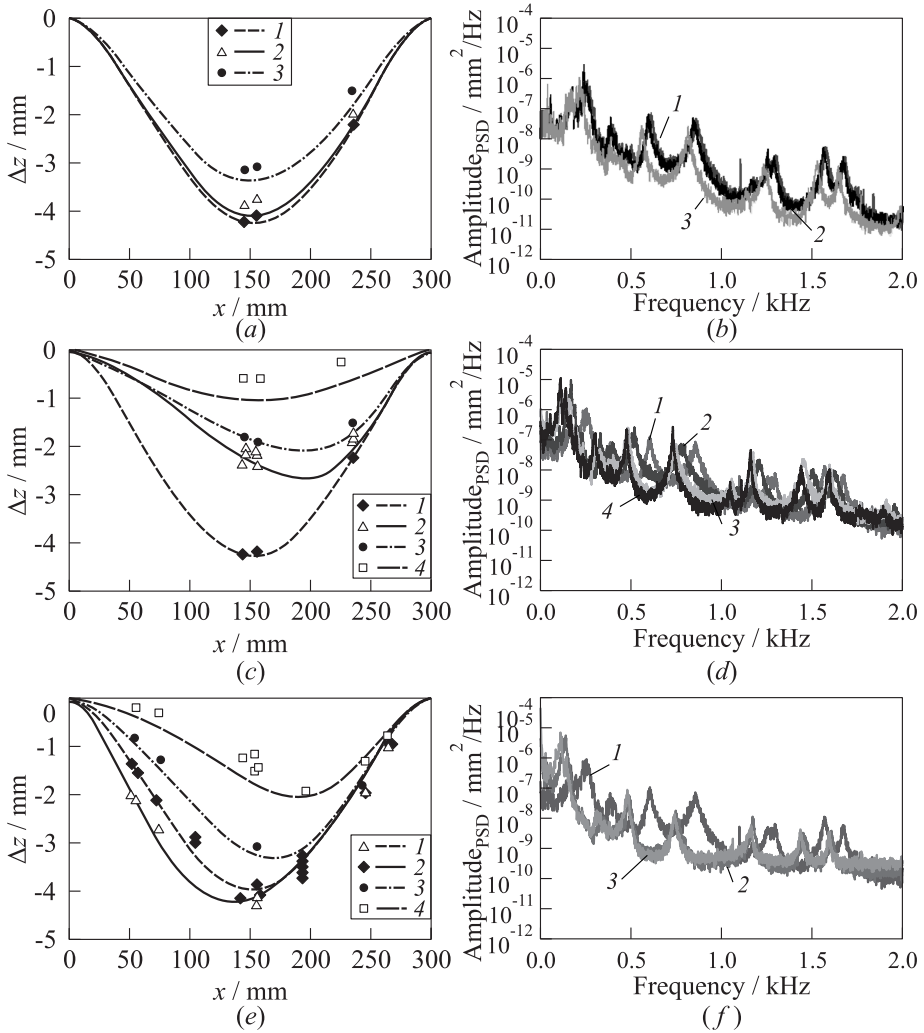 0
-1
-2
-3
-4
-5
Δz / mm
1
2
3
0 50 100 150 200 250 300
x / mm
(a)
Amplitude_PSD / mm²/Hz
10⁻⁴
10⁻⁵
10⁻⁶
10⁻⁷
10⁻⁸
10⁻⁹
10⁻¹⁰
10⁻¹¹
10⁻¹²
1
3
2
0.0 0.5 1.0 1.5 2.0
Frequency / kHz
(b)
0
-1
-2
-3
-4
-5
Δz / mm
1
2
3
4
0 50 100 150 200 250 300
x / mm
(c)
Amplitude_PSD / mm²/Hz
10⁻⁴
10⁻⁵
10⁻⁶
10⁻⁷
10⁻⁸
10⁻⁹
10⁻¹⁰
10⁻¹¹
10⁻¹²
1
2
4
3
0.0 0.5 1.0 1.5 2.0
Frequency / kHz
(d)
0
-1
-2
-3
-4
-5
Δz / mm
1
2
3
4
0 50 100 150 200 250 300
x / mm
(e)
Amplitude_PSD / mm²/Hz
10⁻⁴
10⁻⁵
10⁻⁶
10⁻⁷
10⁻⁸
10⁻⁹
10⁻¹⁰
10⁻¹¹
10⁻¹²
1
3
2
0.0 0.5 1.0 1.5 2.0
Frequency / kHz
(f)